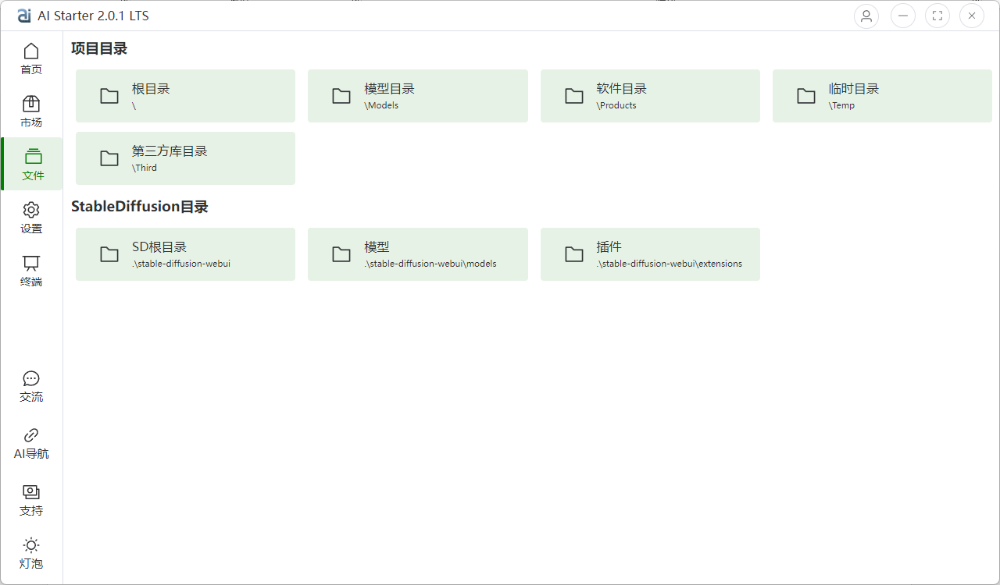 AI Starter 2.0.1 LTS
首页
市场
文件
设置
终端
交流
AI导航
支持
灯泡
项目目录
根目录
\
模型目录
\Models
软件目录
\Products
临时目录
\Temp
第三方库目录
\Third
StableDiffusion目录
SD根目录
.\stable-diffusion-webui
模型
.\stable-diffusion-webui\models
插件
.\stable-diffusion-webui\extensions